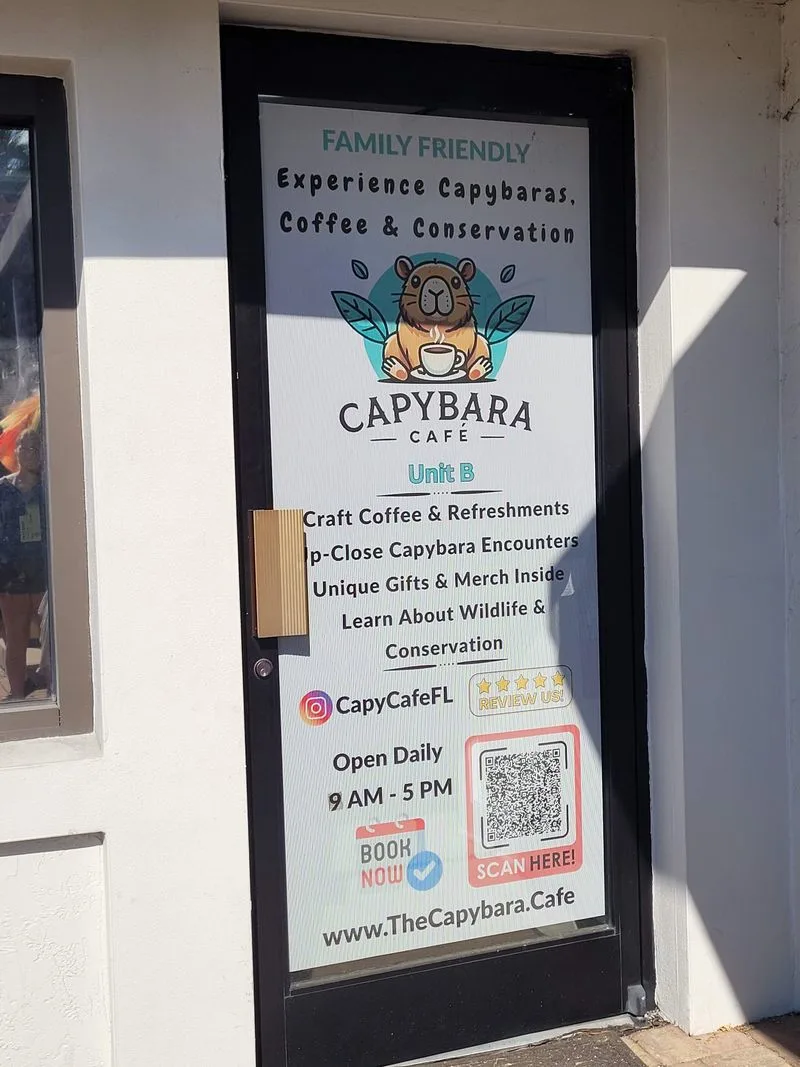 FAMILY FRIENDLY
Experience Capybaras,
Coffee & Conservation
CAPYBARA
CAFÉ
Unit B
Craft Coffee & Refreshments
p-Close Capybara Encounters
Unique Gifts & Merch Inside
Learn About Wildlife &
Conservation
CapyCafeFL
REVIEW US!
Open Daily
9 AM - 5 PM
BOOK
NOW
SCAN HERE!
www.TheCapybara.Cafe